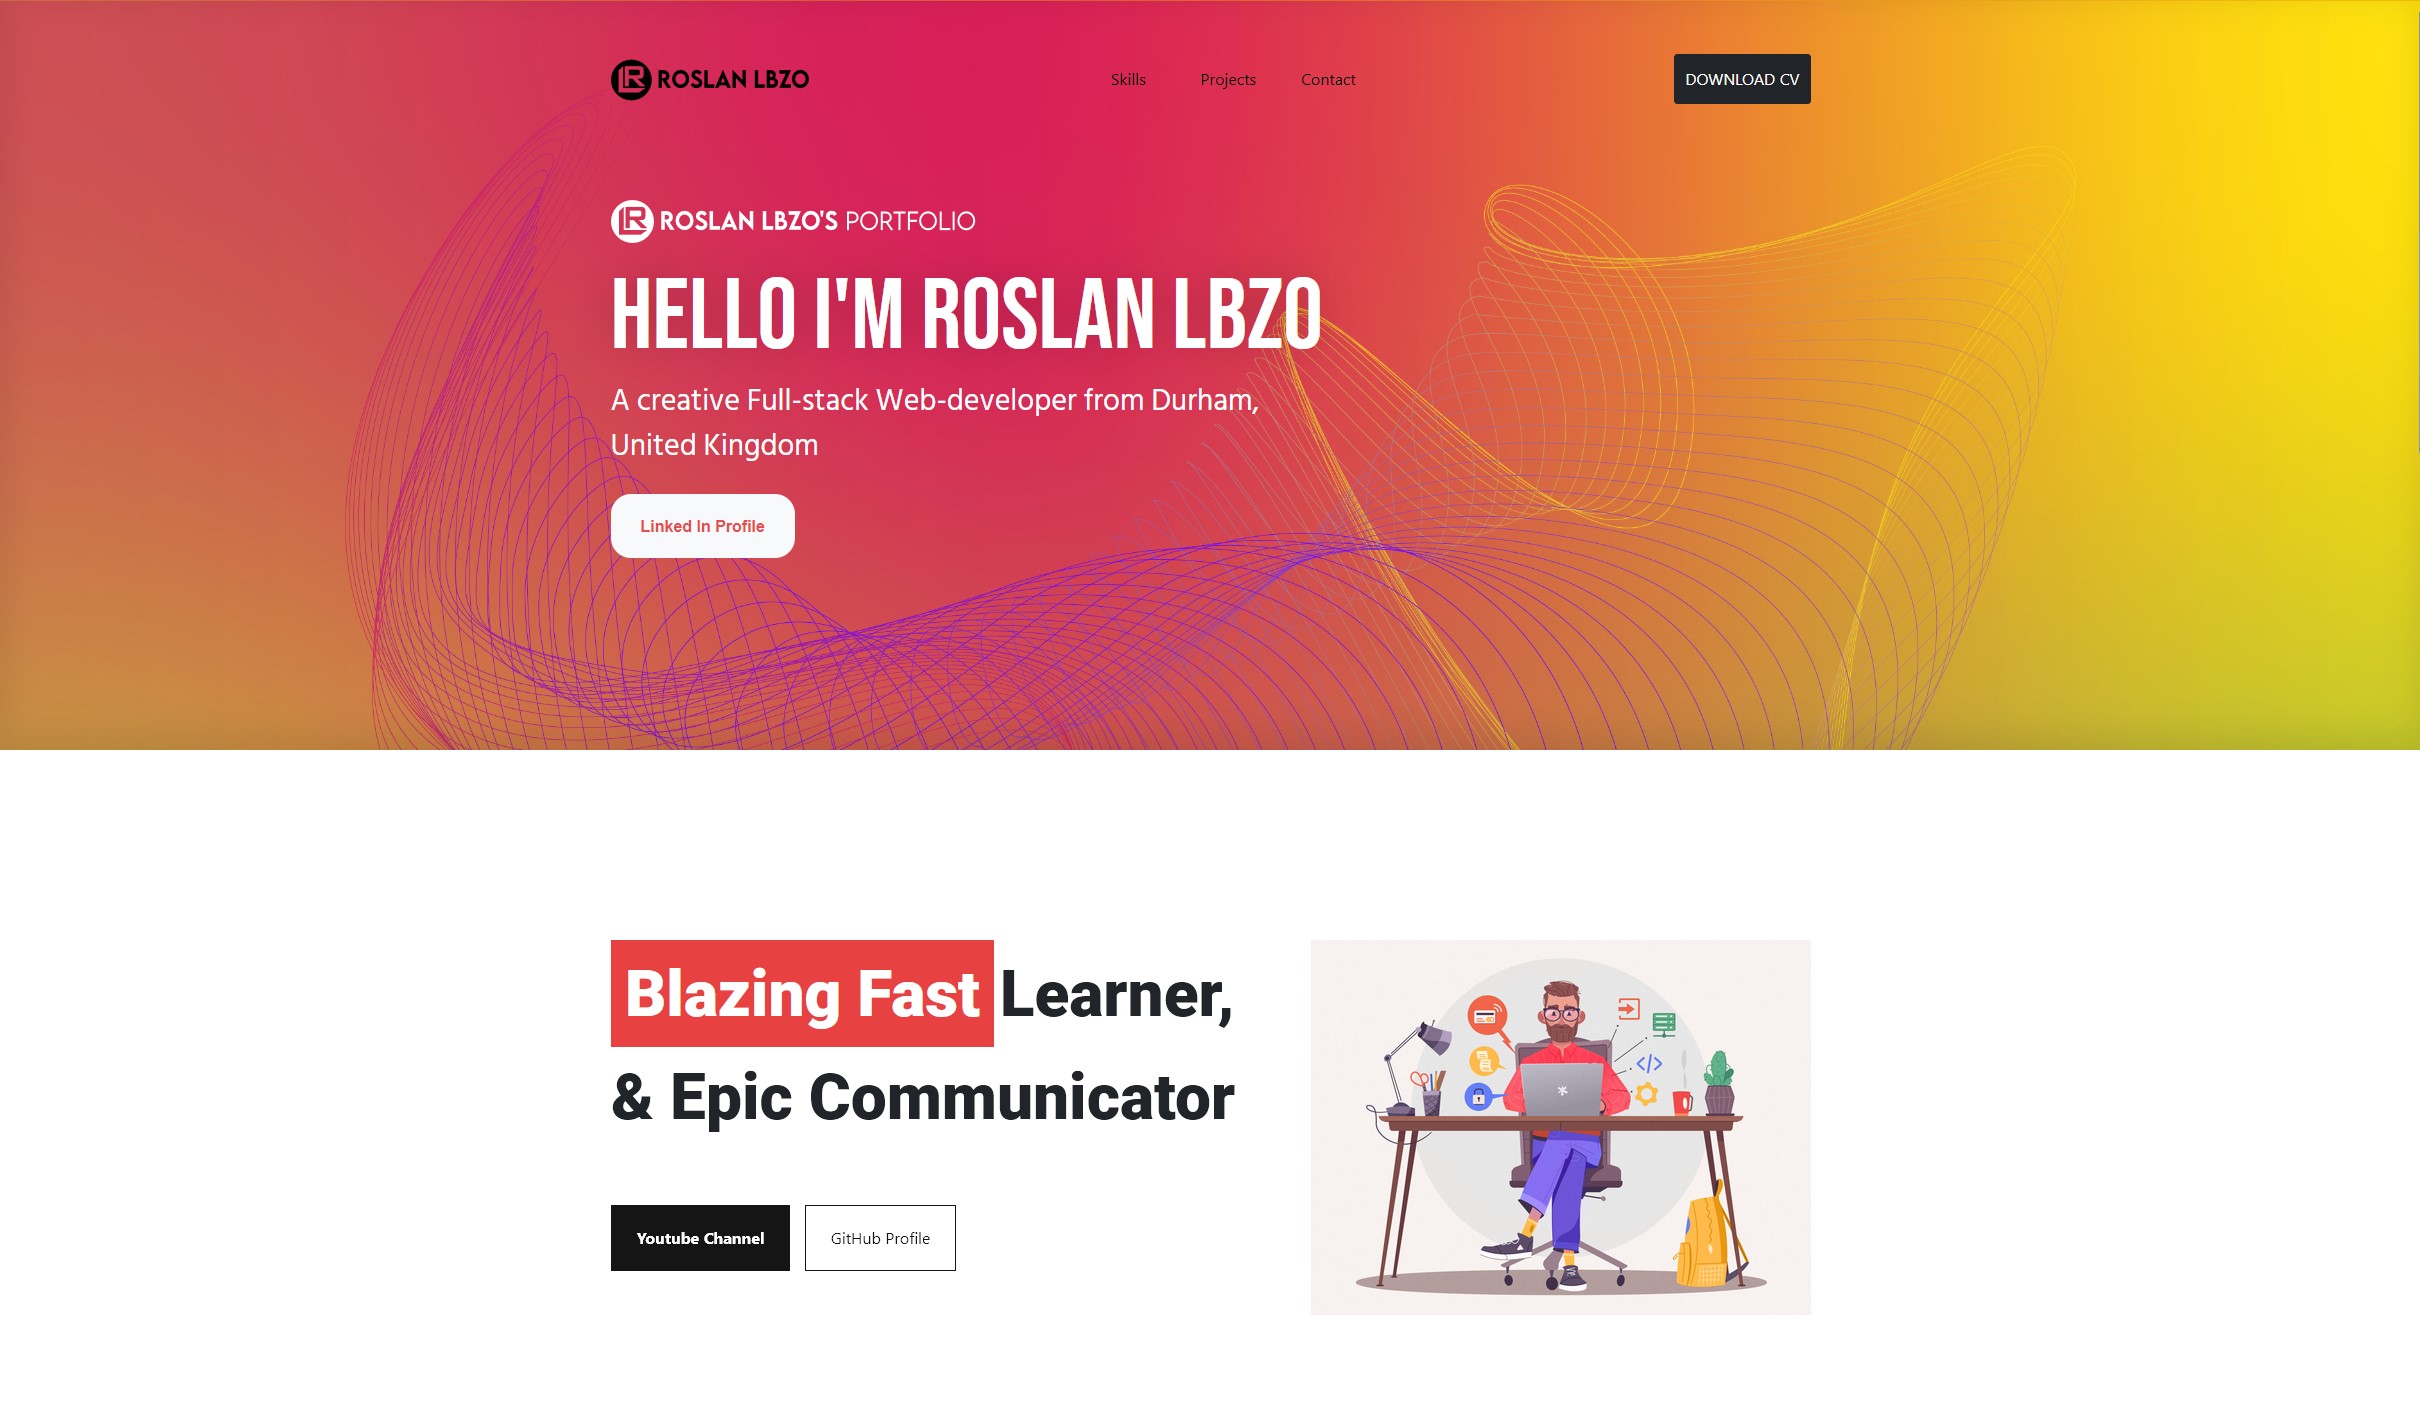 ROSLAN LBZO
Skills Projects Contact
DOWNLOAD CV
ROSLAN LBZO'S PORTFOLIO
HELLO I'M ROSLAN LBZO
A creative Full-stack Web-developer from Durham,
United Kingdom
Linked In Profile
Blazing Fast Learner,
& Epic Communicator
Youtube Channel
GitHub Profile